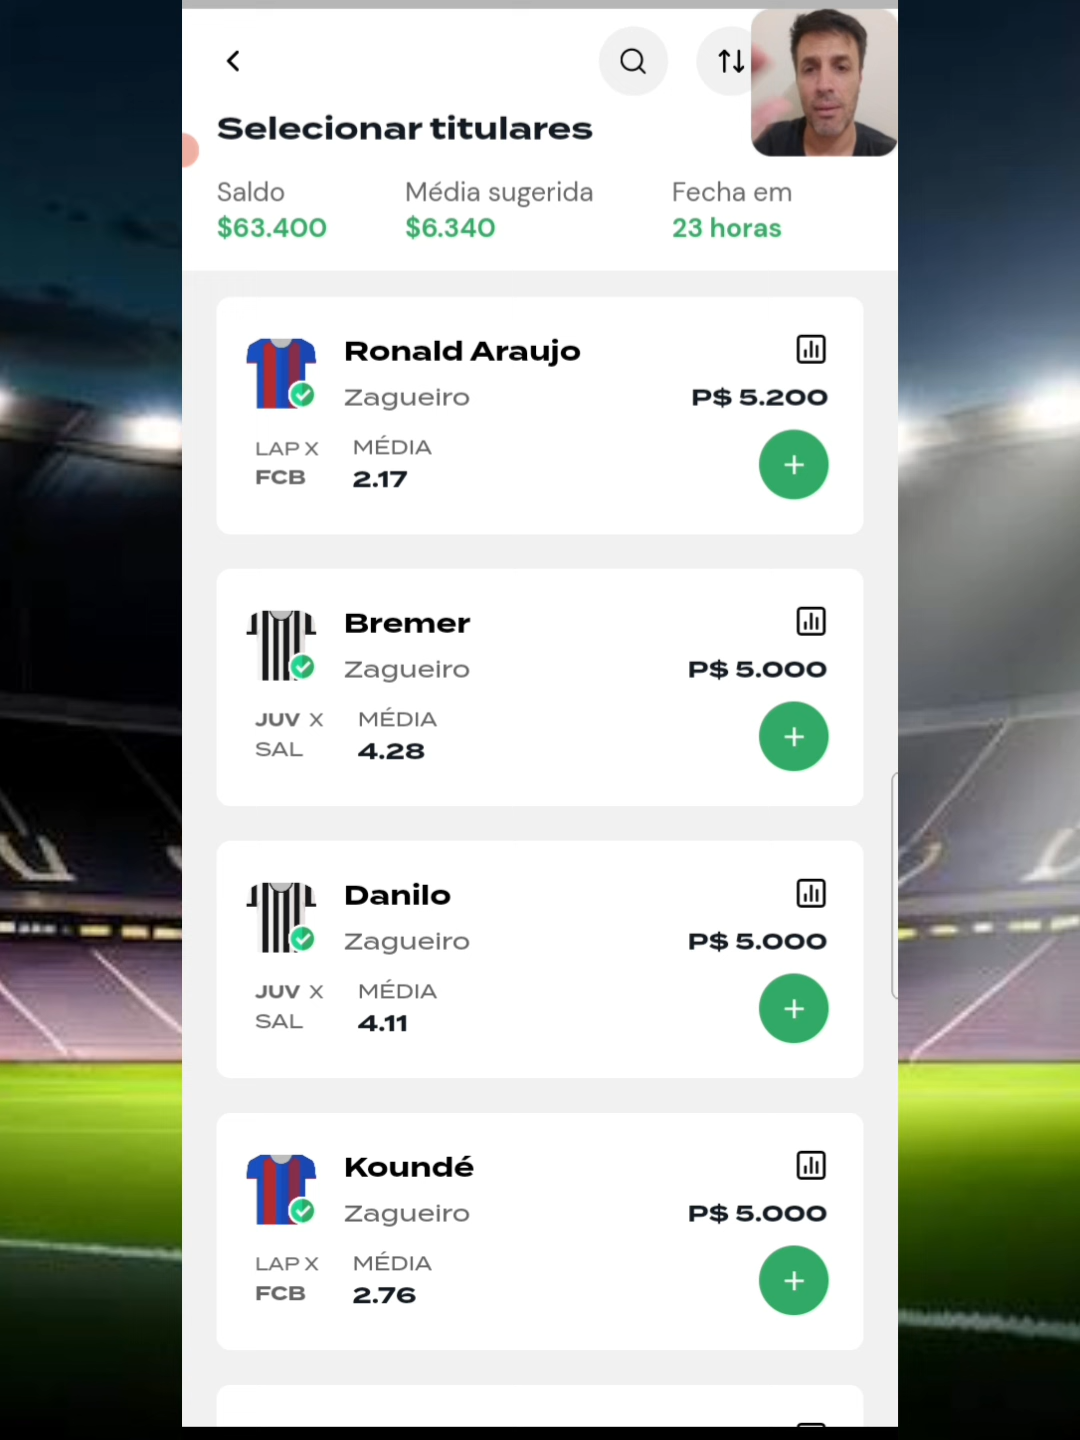 Selecionar titulares
Saldo
Média sugerida
Fecha em
$63.400
$6.340
23 horas
Ronald Araujo
Zagueiro
P$ 5.200
LAP X
FCB
MÉDIA
2.17
Bremer
Zagueiro
P$ 5.000
JUV X
SAL
MÉDIA
4.28
Danilo
Zagueiro
P$ 5.000
JUV X
SAL
MÉDIA
4.11
Koundé
Zagueiro
P$ 5.000
LAP X
FCB
MÉDIA
2.76